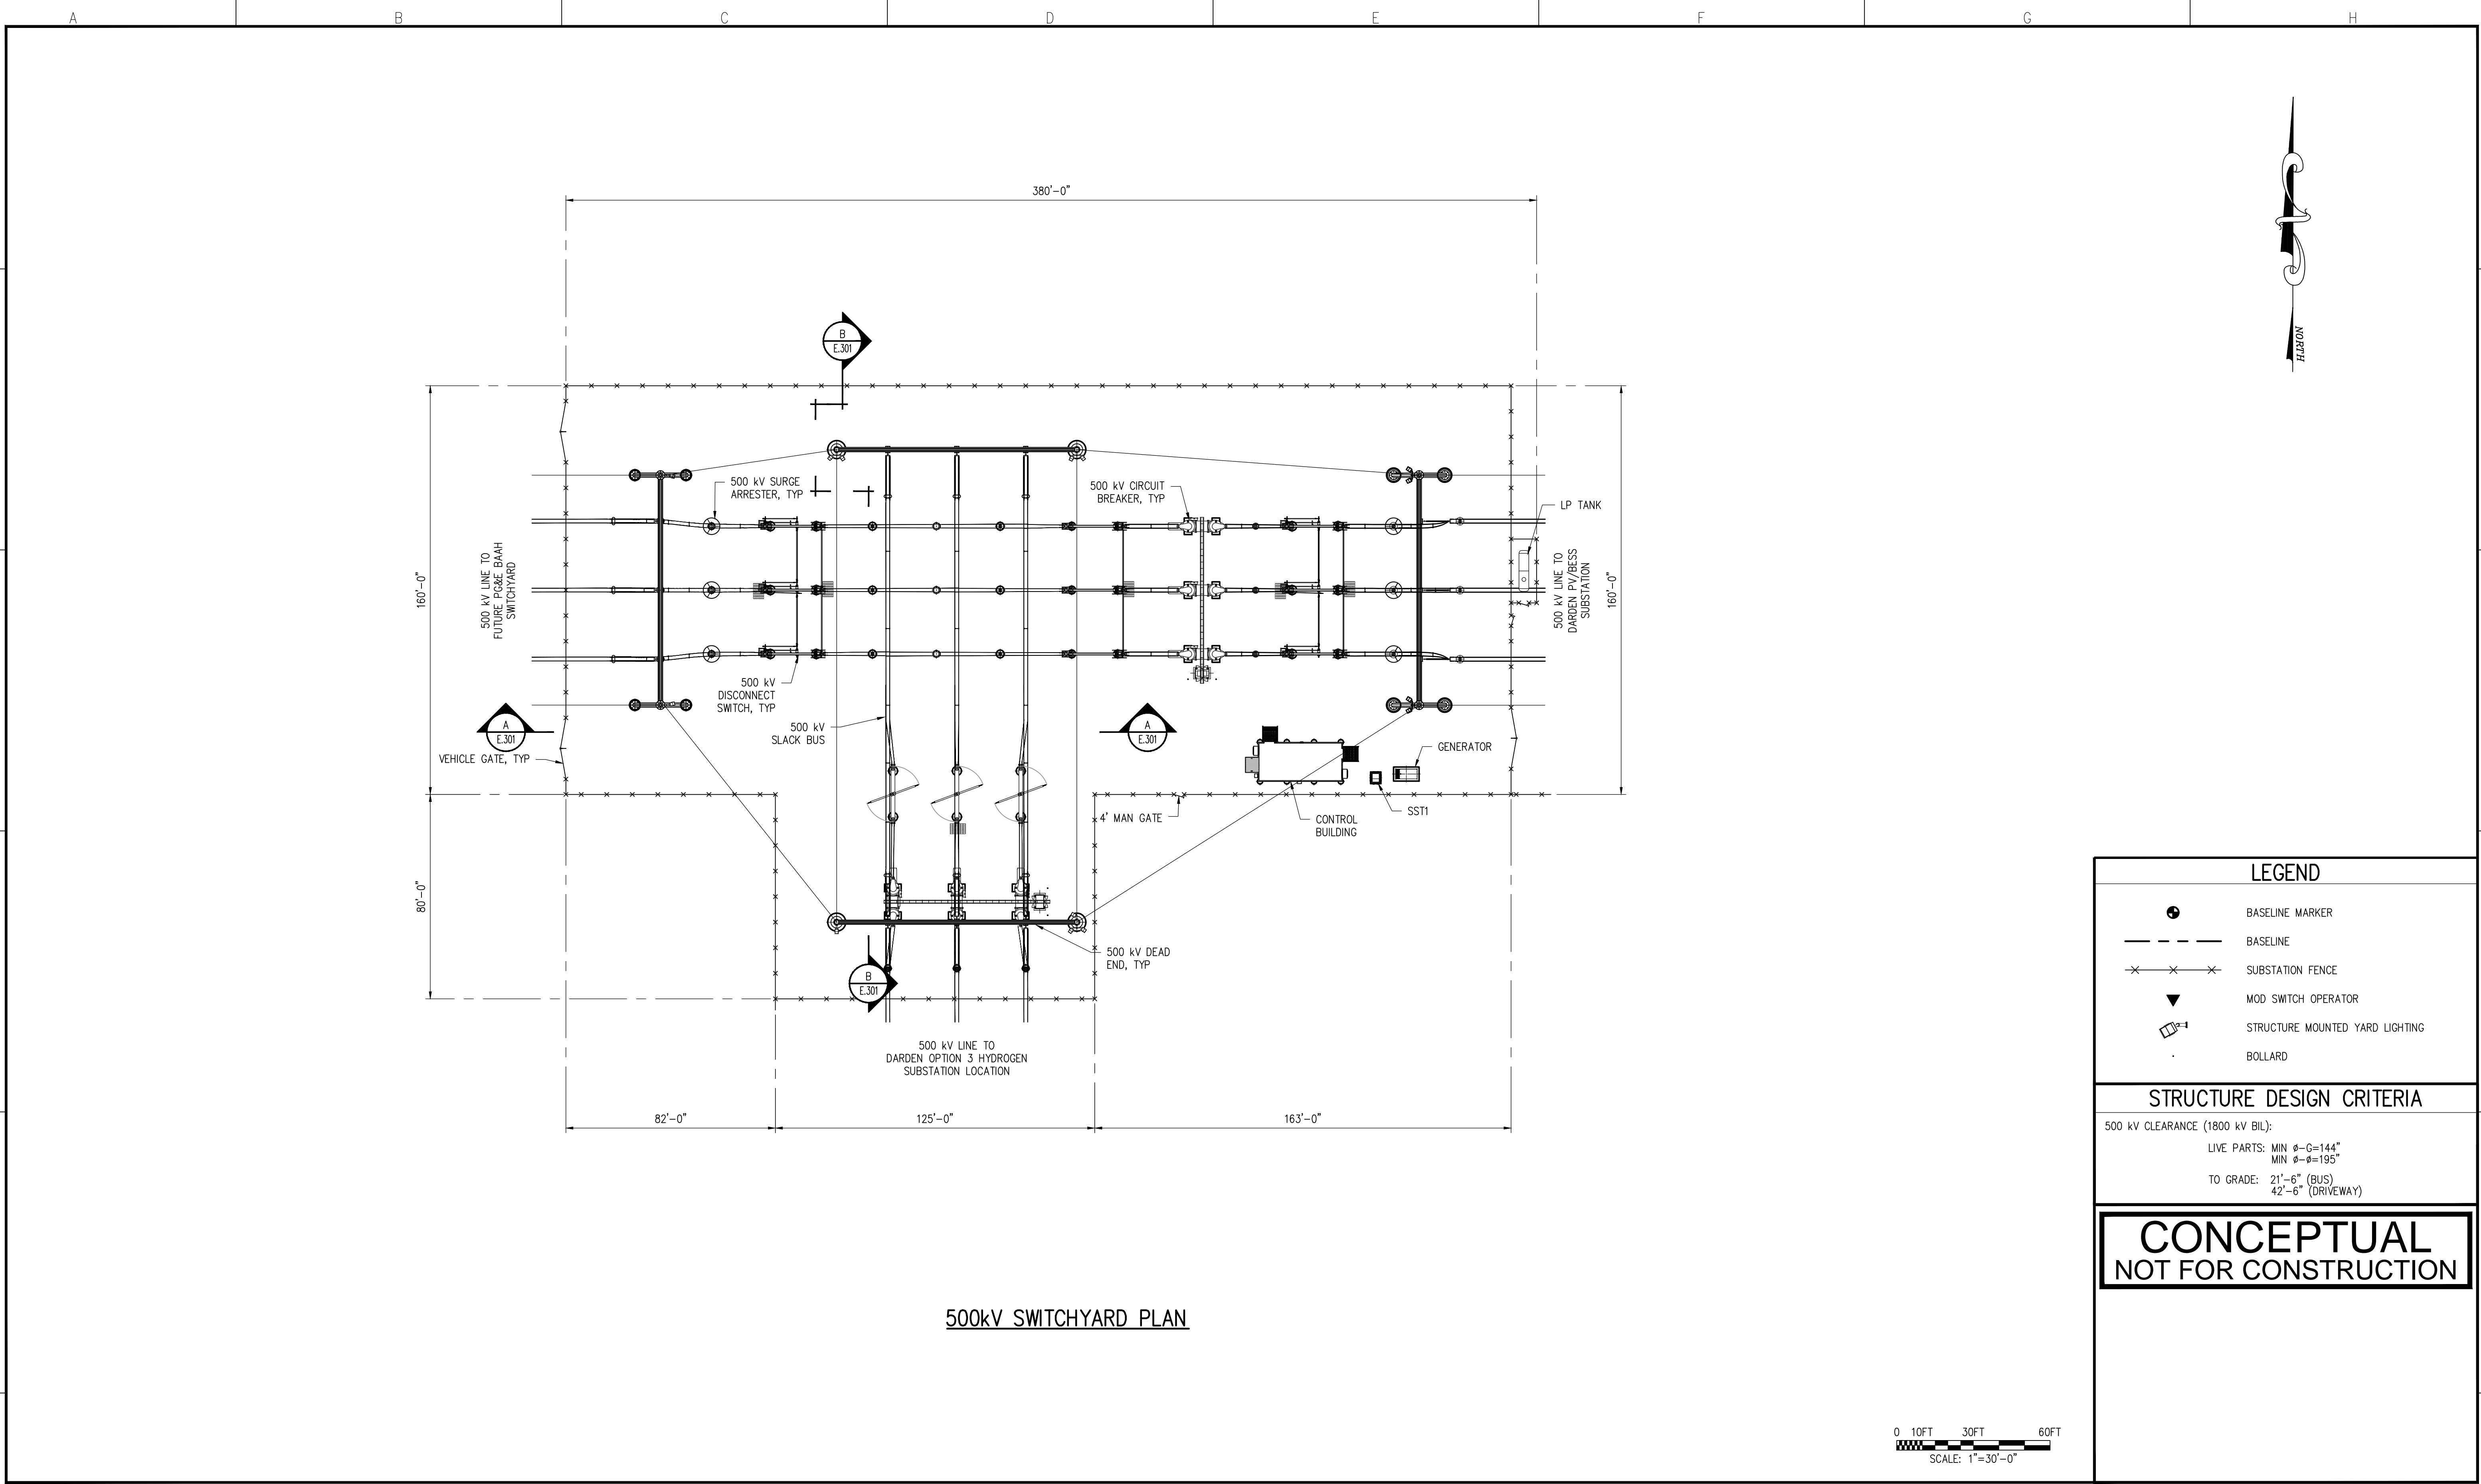 A
B
C
D
E
F
G
H
NORTH
380'-0"
B
E.301
500 kV SURGE
ARRESTER, TYP
500 kV CIRCUIT
BREAKER, TYP
LP TANK
160'-0"
500 kV LINE TO
FUTURE PG&E BAAH
SWITCHYARD
500 kV LINE TO
DARDEN PV/BESS
SUBSTATION
160'-0"
500 kV
DISCONNECT
SWITCH, TYP
A
E.301
500 kV
SLACK BUS
A
E.301
VEHICLE GATE, TYP
GENERATOR
4' MAN GATE
CONTROL
BUILDING
SST1
80'-0"
500 kV DEAD
END, TYP
B
E.301
500 kV LINE TO
DARDEN OPTION 3 HYDROGEN
SUBSTATION LOCATION
82'-0"
125'-0"
163'-0"
LEGEND
BASELINE MARKER
BASELINE
SUBSTATION FENCE
MOD SWITCH OPERATOR
STRUCTURE MOUNTED YARD LIGHTING
BOLLARD
STRUCTURE DESIGN CRITERIA
500 kV CLEARANCE (1800 kV BIL):
LIVE PARTS: MIN ø-G=144"
MIN ø-ø=195"
TO GRADE: 21'-6" (BUS)
42'-6" (DRIVEWAY)
CONCEPTUAL
NOT FOR CONSTRUCTION
500kV SWITCHYARD PLAN
0 10FT 30FT 60FT
SCALE: 1"=30'-0"